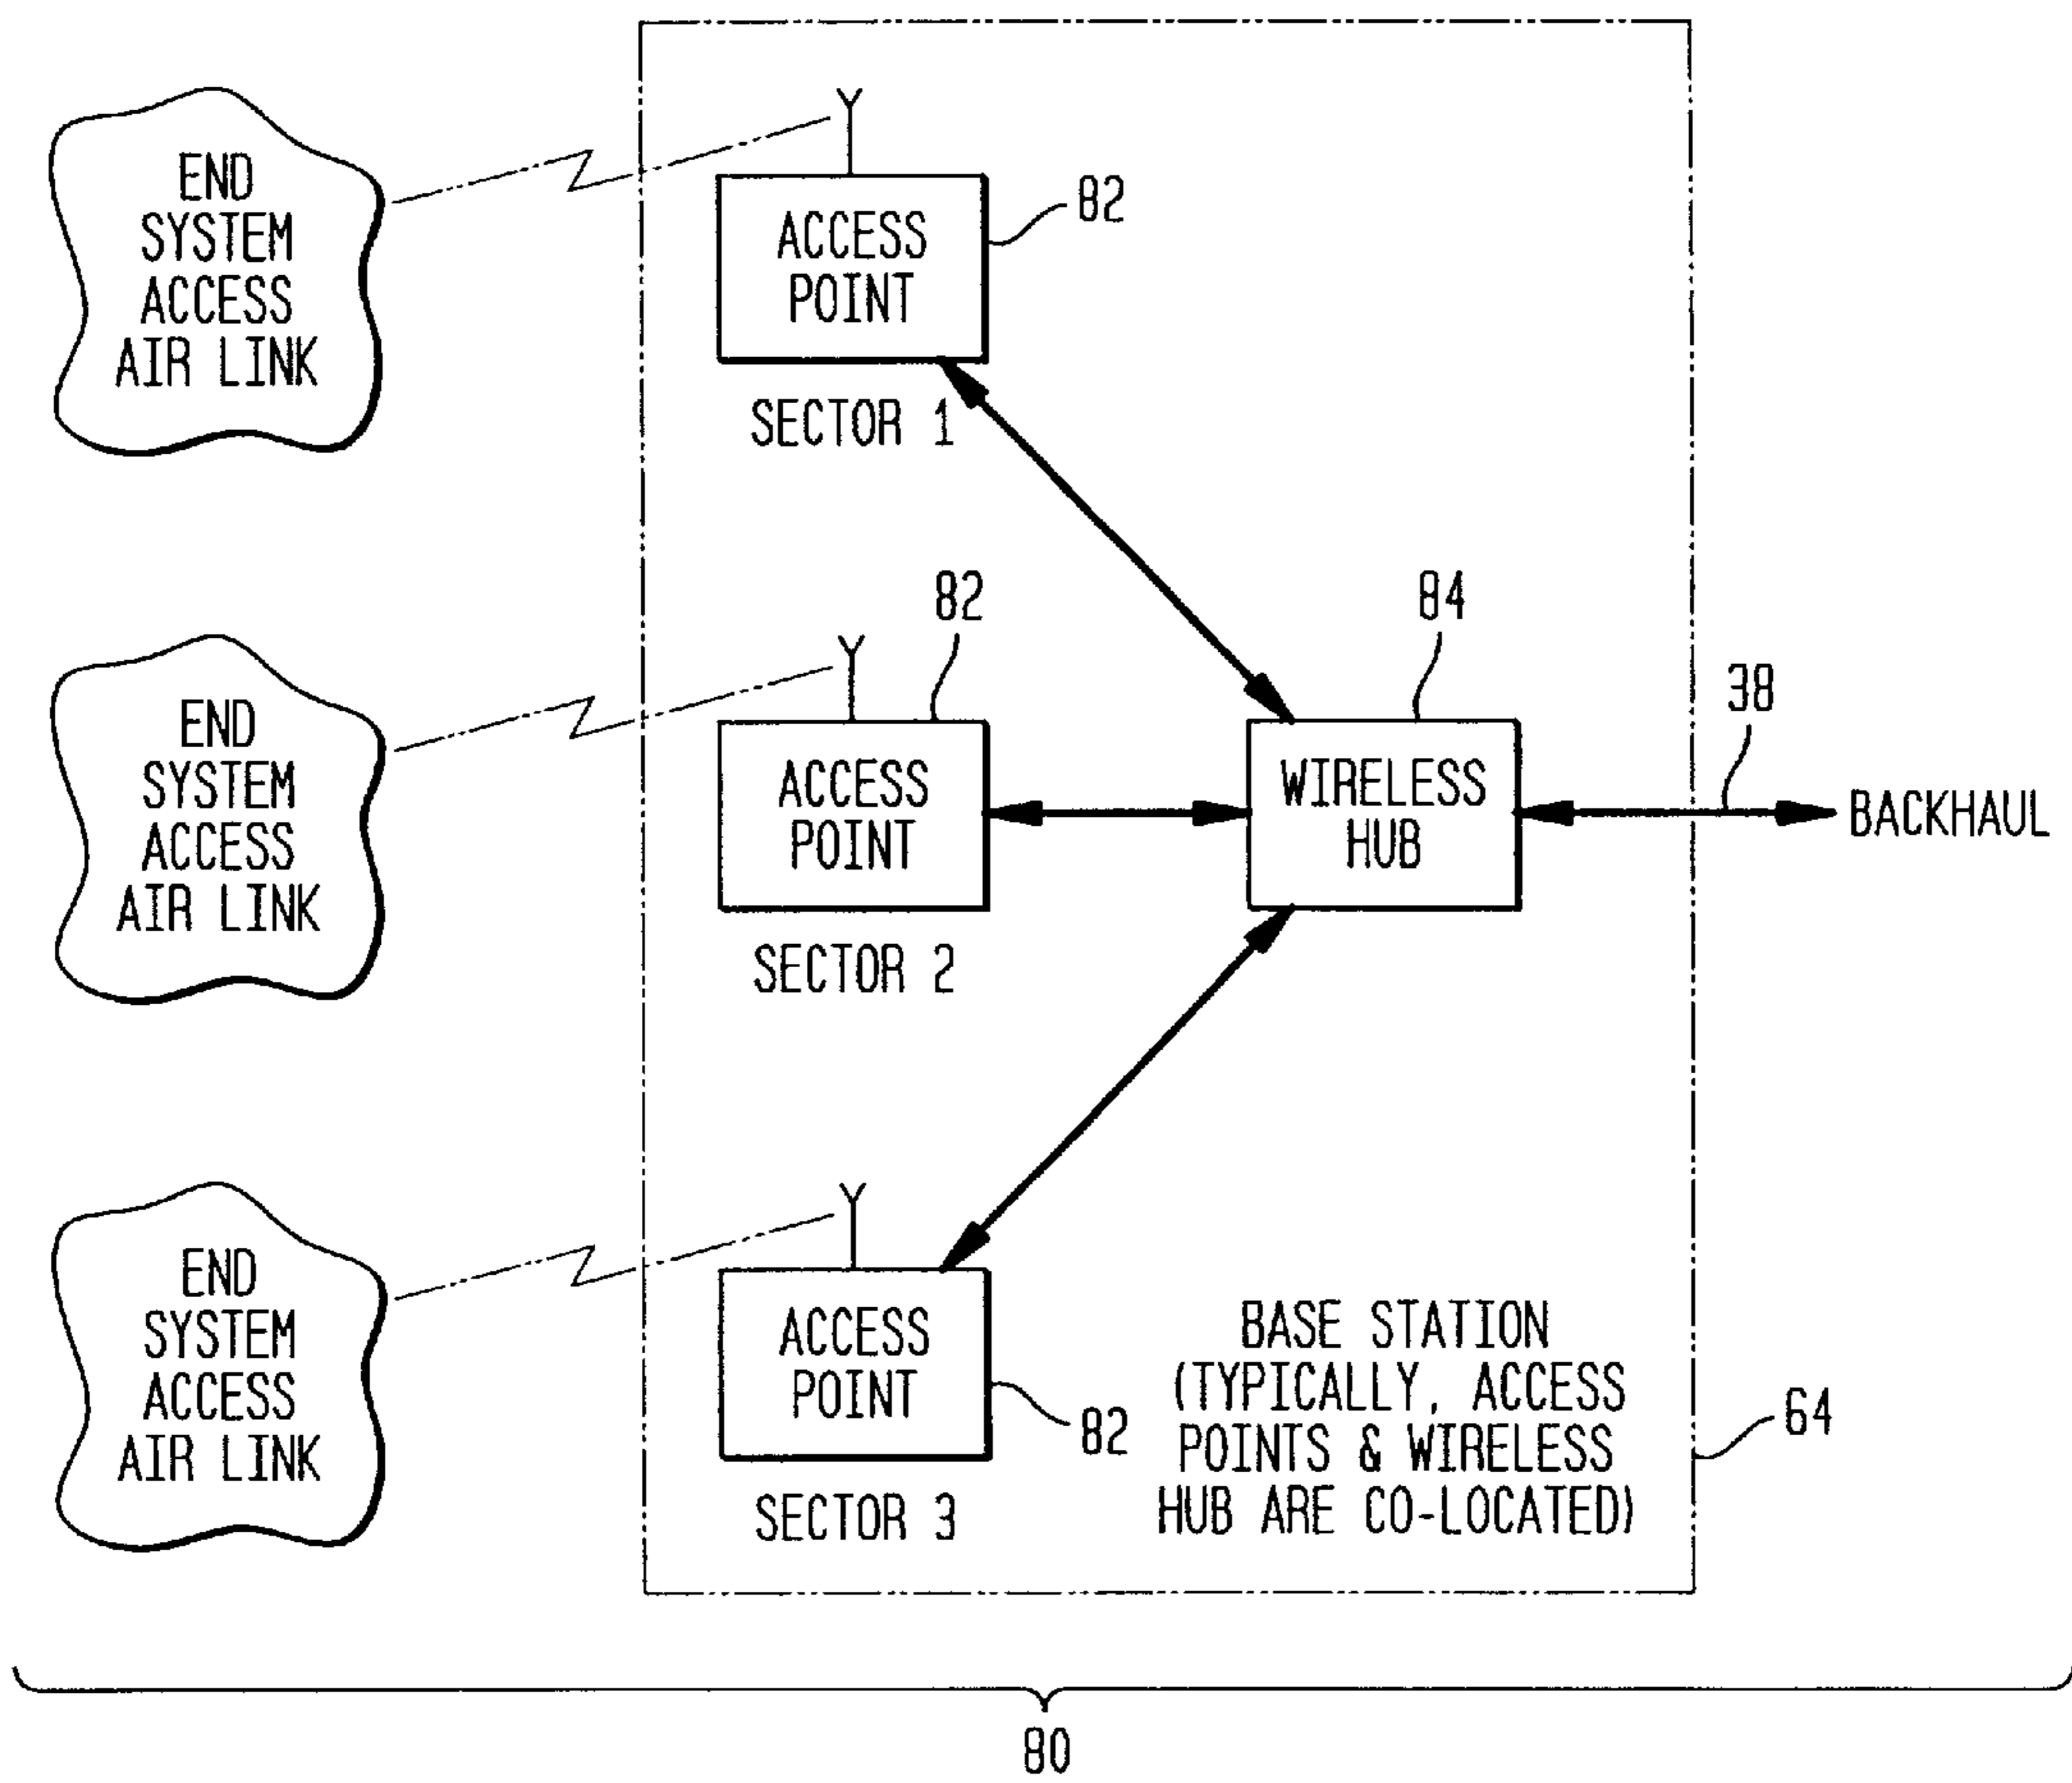 END
SYSTEM
ACCESS
AIR LINK
ACCESS
POINT
82
SECTOR 1
END
SYSTEM
ACCESS
AIR LINK
82
ACCESS
POINT
SECTOR 2
84
WIRELESS
HUB
38
BACKHAUL
END
SYSTEM
ACCESS
AIR LINK
ACCESS
POINT
82
SECTOR 3
BASE STATION
(TYPICALLY, ACCESS
POINTS & WIRELESS
HUB ARE CO-LOCATED)
64
80